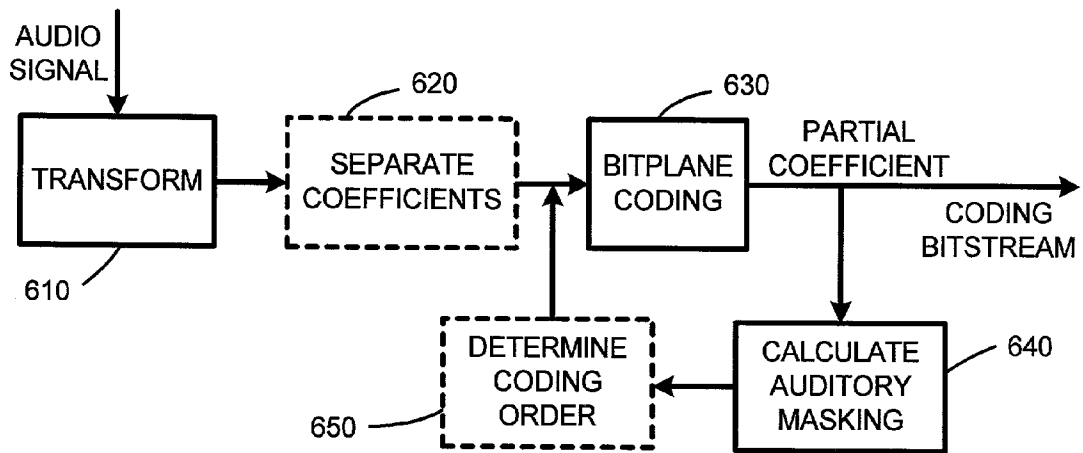 AUDIO
SIGNAL
620
630
TRANSFORM
SEPARATE
COEFFICIENTS
BITPLANE
CODING
PARTIAL
COEFFICIENT
CODING
BITSTREAM
610
DETERMINE
CODING
ORDER
650
CALCULATE
AUDITORY
MASKING
640